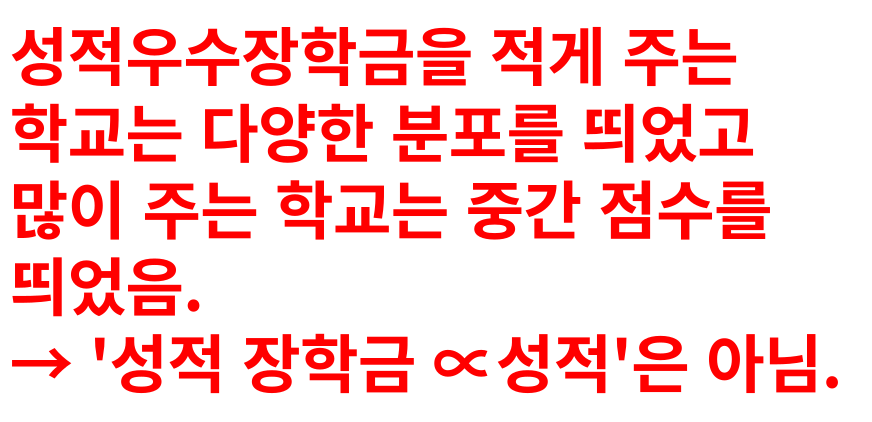 성적우수장학금을 적게 주는
학교는 다양한 분포를 띄었고
많이 주는 학교는 중간 점수를
띄었음.
→ '성적 장학금 ∝성적'은 아님.